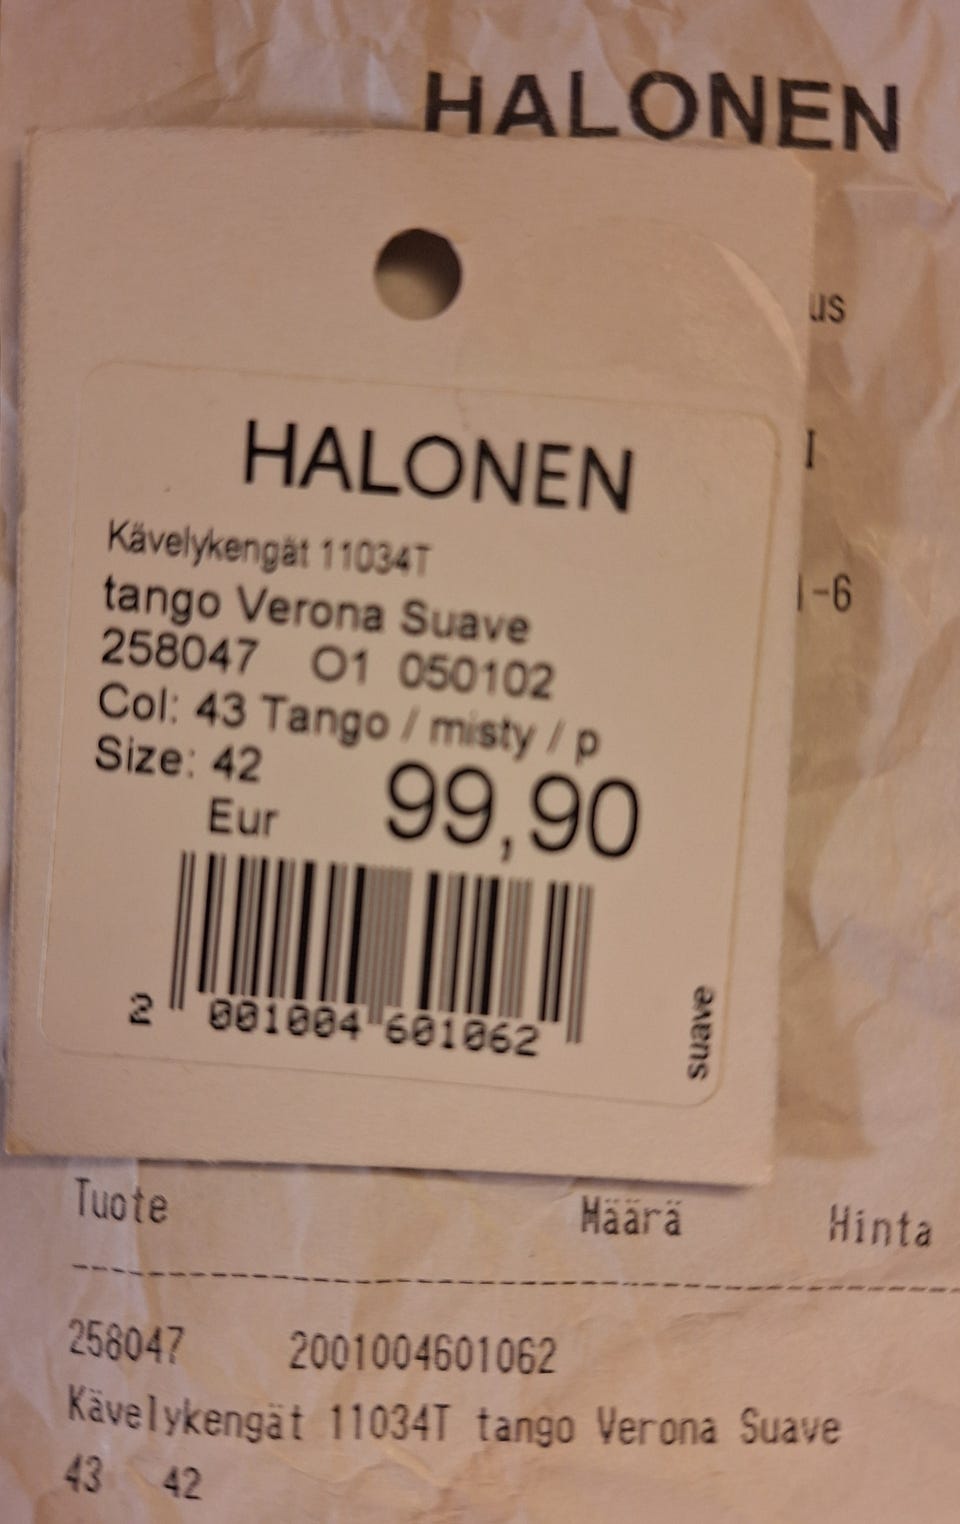 HALONEN
us
I
-6
HALONEN
Kävelykengät 11034T
tango Verona Suave
258047 O1 050102
Col: 43 Tango / misty / p
Size: 42
Eur 99,90
2 001004 601062
suave
Tuote Määrä Hinta
258047 2001004601062
Kävelykengät 11034T tango Verona Suave
43 42